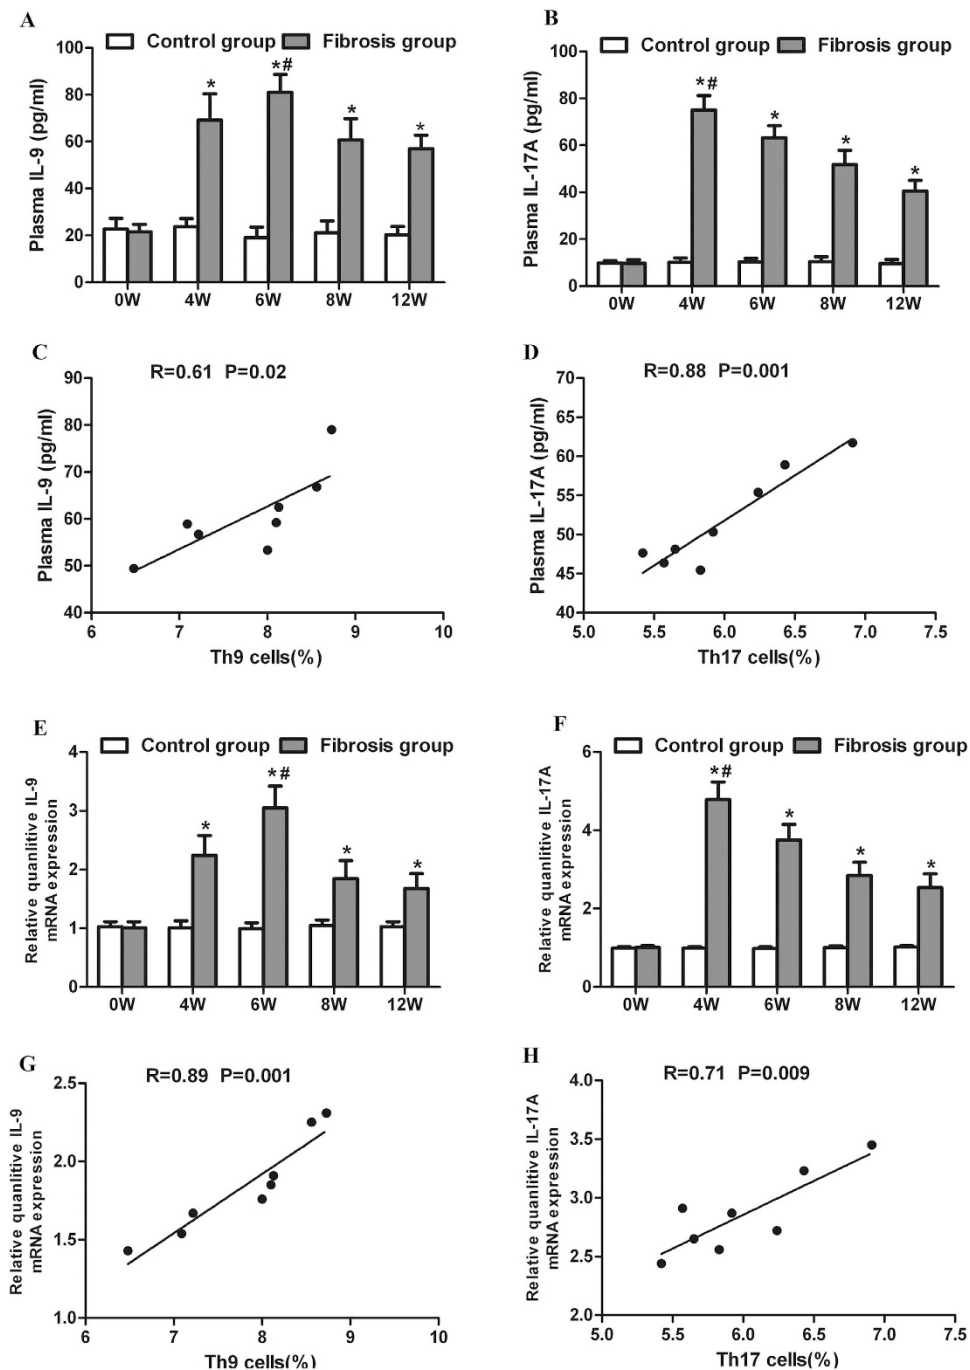 A
Control group Fibrosis group
Plasma IL-9 (pg/ml)
100
80
60
40
20
0
* *# * *
0W 4W 6W 8W 12W
B
Control group Fibrosis group
Plasma IL-17A (pg/ml)
100
80
60
40
20
0
*# * * *
0W 4W 6W 8W 12W
C
R=0.61 P=0.02
Plasma IL-9 (pg/ml)
90
80
70
60
50
40
6 7 8 9 10
Th9 cells(%)
D
R=0.88 P=0.001
Plasma IL-17A (pg/ml)
70
65
60
55
50
45
40
5.0 5.5 6.0 6.5 7.0 7.5
Th17 cells(%)
E
Control group Fibrosis group
Relative quanlitive IL-9
mRNA expression
4
3
2
1
0
* *# * *
0W 4W 6W 8W 12W
F
Control group Fibrosis group
Relative quanlitive IL-17A
mRNA expression
6
4
2
0
*# * * *
0W 4W 6W 8W 12W
G
R=0.89 P=0.001
Relative quanlitive IL-9
mRNA expression
2.5
2.0
1.5
1.0
6 7 8 9 10
Th9 cells(%)
H
R=0.71 P=0.009
Relative quanlitive IL-17A
mRNA expression
4.0
3.5
3.0
2.5
2.0
5.0 5.5 6.0 6.5 7.0 7.5
Th17 cells(%)